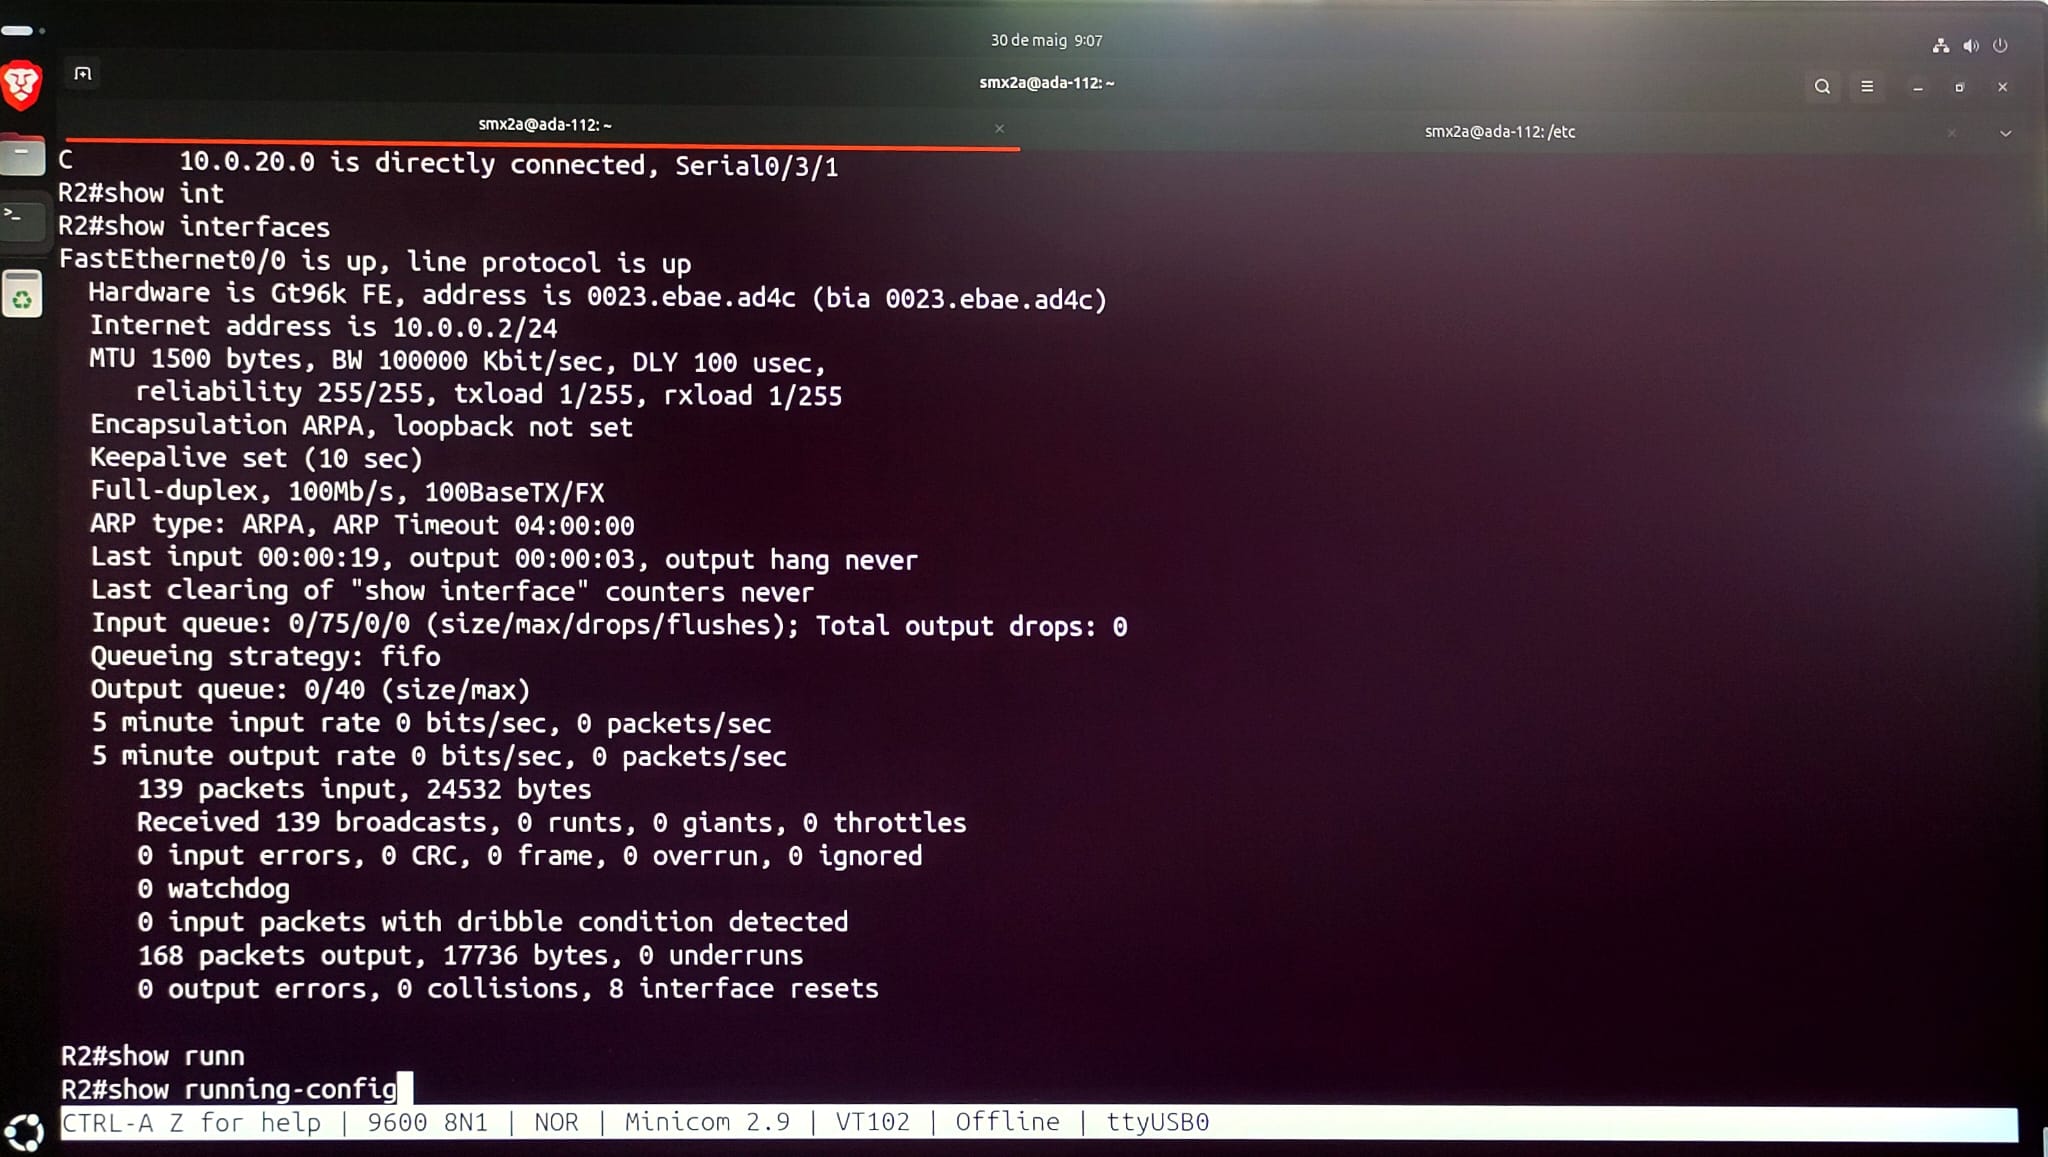 30 de maig 9:07
smx2a@ada-112: ~
smx2a@ada-112: ~
smx2a@ada-112: /etc
C       10.0.20.0 is directly connected, Serial0/3/1
R2#show int
R2#show interfaces
FastEthernet0/0 is up, line protocol is up
  Hardware is Gt96k FE, address is 0023.ebae.ad4c (bia 0023.ebae.ad4c)
  Internet address is 10.0.0.2/24
  MTU 1500 bytes, BW 100000 Kbit/sec, DLY 100 usec,
     reliability 255/255, txload 1/255, rxload 1/255
  Encapsulation ARPA, loopback not set
  Keepalive set (10 sec)
  Full-duplex, 100Mb/s, 100BaseTX/FX
  ARP type: ARPA, ARP Timeout 04:00:00
  Last input 00:00:19, output 00:00:03, output hang never
  Last clearing of "show interface" counters never
  Input queue: 0/75/0/0 (size/max/drops/flushes); Total output drops: 0
  Queueing strategy: fifo
  Output queue: 0/40 (size/max)
  5 minute input rate 0 bits/sec, 0 packets/sec
  5 minute output rate 0 bits/sec, 0 packets/sec
     139 packets input, 24532 bytes
     Received 139 broadcasts, 0 runts, 0 giants, 0 throttles
     0 input errors, 0 CRC, 0 frame, 0 overrun, 0 ignored
     0 watchdog
     0 input packets with dribble condition detected
     168 packets output, 17736 bytes, 0 underruns
     0 output errors, 0 collisions, 8 interface resets
R2#show runn
R2#show running-config
CTRL-A Z for help | 9600 8N1 | NOR | Minicom 2.9 | VT102 | Offline | ttyUSB0